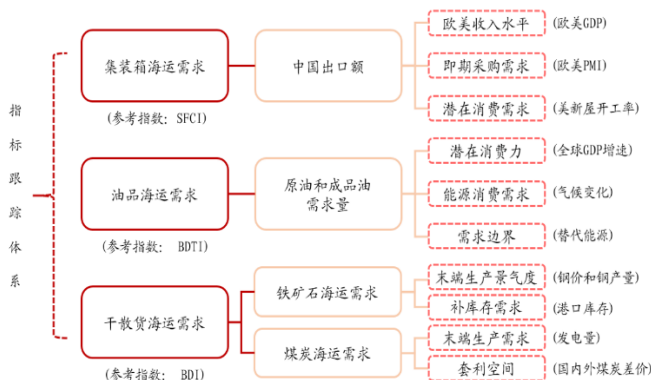 指标跟踪体系
集装箱海运需求
(参考指数: SFCI)
中国出口额
欧美收入水平 (欧美GDP)
即期采购需求 (欧美PMI)
潜在消费需求 (美新屋开工率)
油品海运需求
(参考指数: BDTI)
原油和成品油
需求量
潜在消费力 (全球GDP增速)
能源消费需求 (气候变化)
需求边界 (替代能源)
干散货海运需求
(参考指数: BDI)
铁矿石海运需求
末端生产景气度 (钢价和钢产量)
补库存需求 (港口库存)
煤炭海运需求
末端生产需求 (发电量)
套利空间 (国内外煤炭差价)